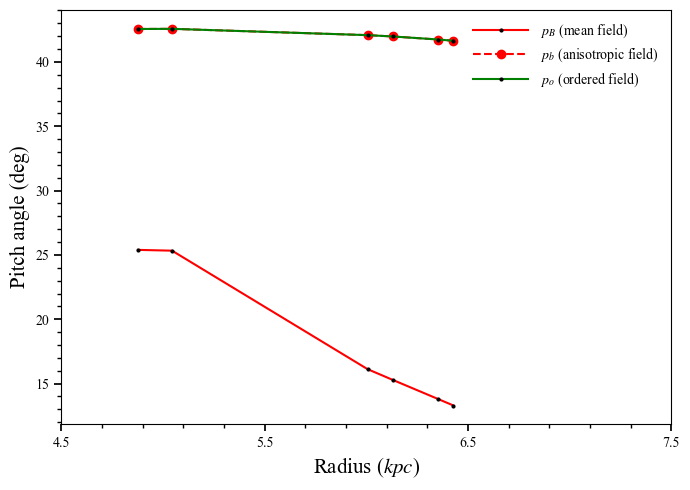 p_B (mean field)
p_b (anisotropic field)
p_o (ordered field)
40
35
30
25
20
15
Pitch angle (deg)
4.5 5.5 6.5 7.5
Radius (kpc)